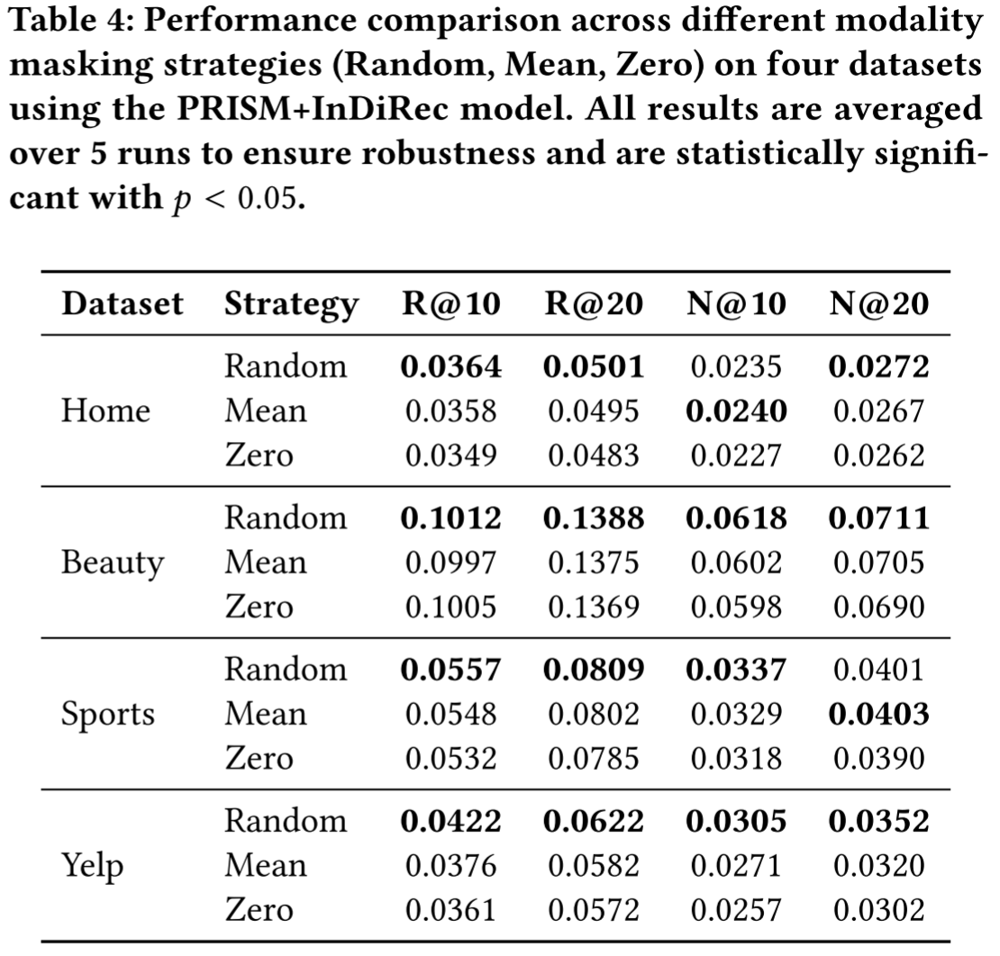 Table 4: Performance comparison across different modality
masking strategies (Random, Mean, Zero) on four datasets
using the PRISM+InDiRec model. All results are averaged
over 5 runs to ensure robustness and are statistically signifi-
cant with p < 0.05.
Dataset Strategy R@10 R@20 N@10 N@20
Random 0.0364 0.0501 0.0235 0.0272
Home Mean 0.0358 0.0495 0.0240 0.0267
Zero 0.0349 0.0483 0.0227 0.0262
Random 0.1012 0.1388 0.0618 0.0711
Beauty Mean 0.0997 0.1375 0.0602 0.0705
Zero 0.1005 0.1369 0.0598 0.0690
Random 0.0557 0.0809 0.0337 0.0401
Sports Mean 0.0548 0.0802 0.0329 0.0403
Zero 0.0532 0.0785 0.0318 0.0390
Random 0.0422 0.0622 0.0305 0.0352
Yelp Mean 0.0376 0.0582 0.0271 0.0320
Zero 0.0361 0.0572 0.0257 0.0302